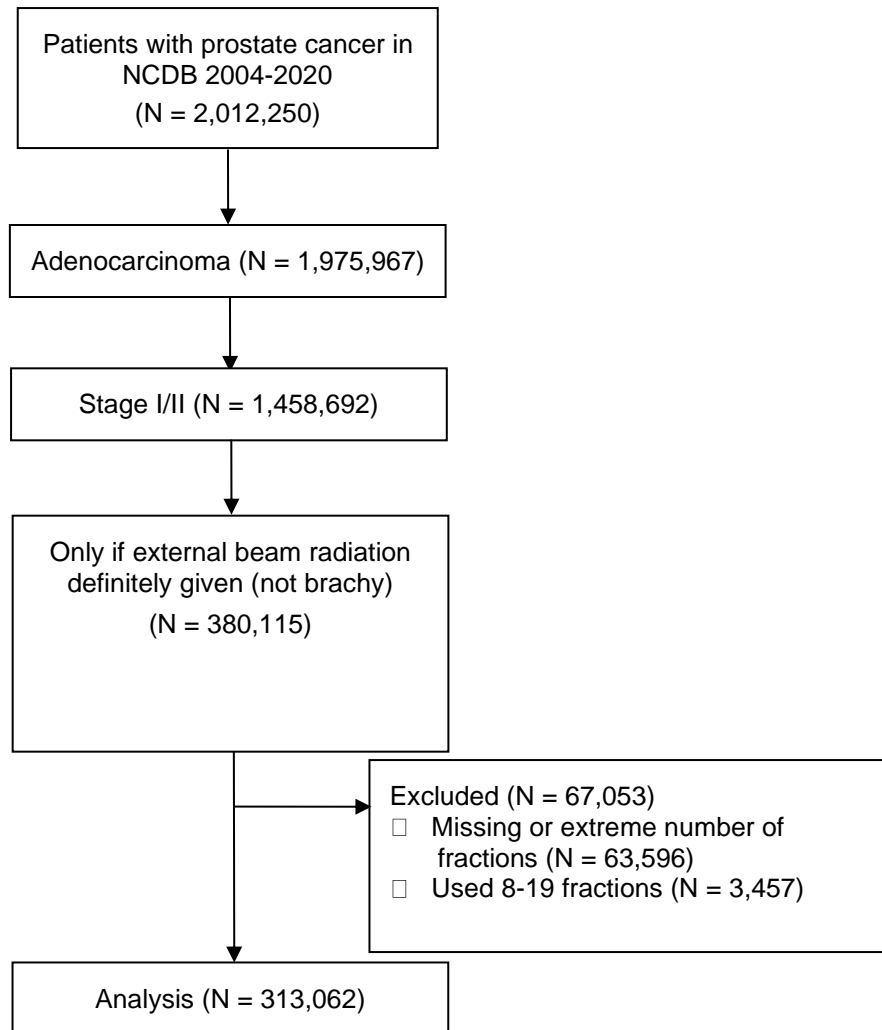 Patients with prostate cancer in
NCDB 2004-2020
(N = 2,012,250)
Adenocarcinoma (N = 1,975,967)
Stage I/II (N = 1,458,692)
Only if external beam radiation
definitely given (not brachy)
(N = 380,115)
Excluded (N = 67,053)
□ Missing or extreme number of
fractions (N = 63,596)
□ Used 8-19 fractions (N = 3,457)
Analysis (N = 313,062)